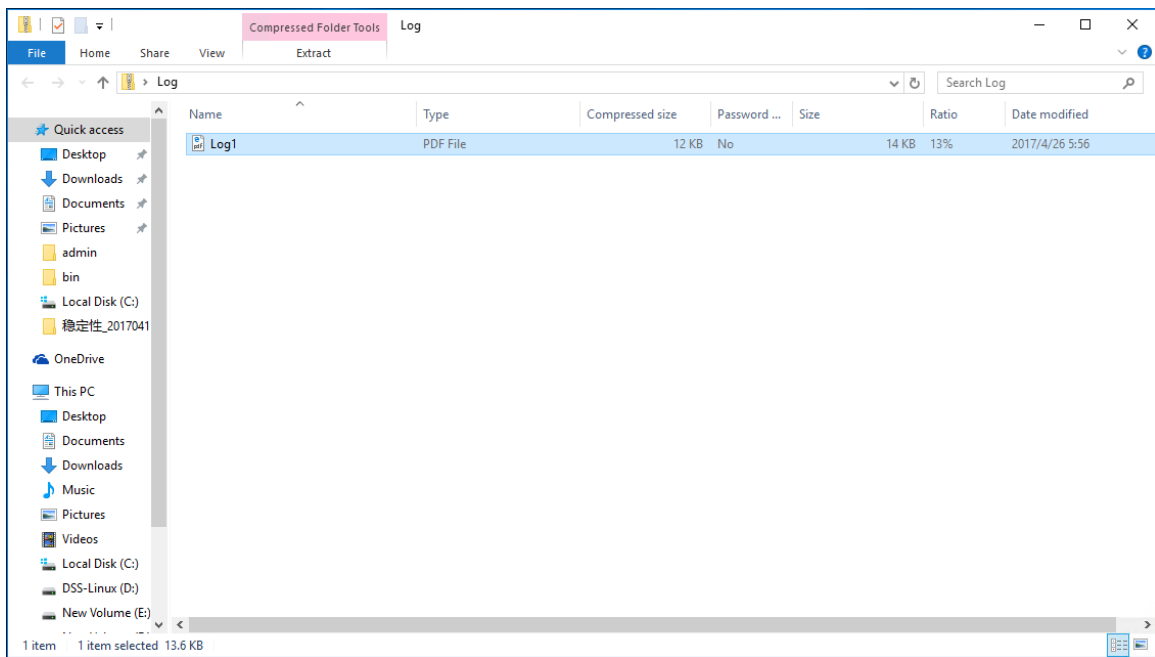 Compressed Folder Tools Log
File Home Share View Extract
Log Search Log
Name Type Compressed size Password ... Size Ratio Date modified
Log1 PDF File 12 KB No 14 KB 13% 2017/4/26 5:56
Quick access
Desktop
Downloads
Documents
Pictures
admin
bin
Local Disk (C:)
稳定性_2017041
OneDrive
This PC
Desktop
Documents
Downloads
Music
Pictures
Videos
Local Disk (C:)
DSS-Linux (D:)
New Volume (E:)
1 item 1 item selected 13.6 KB